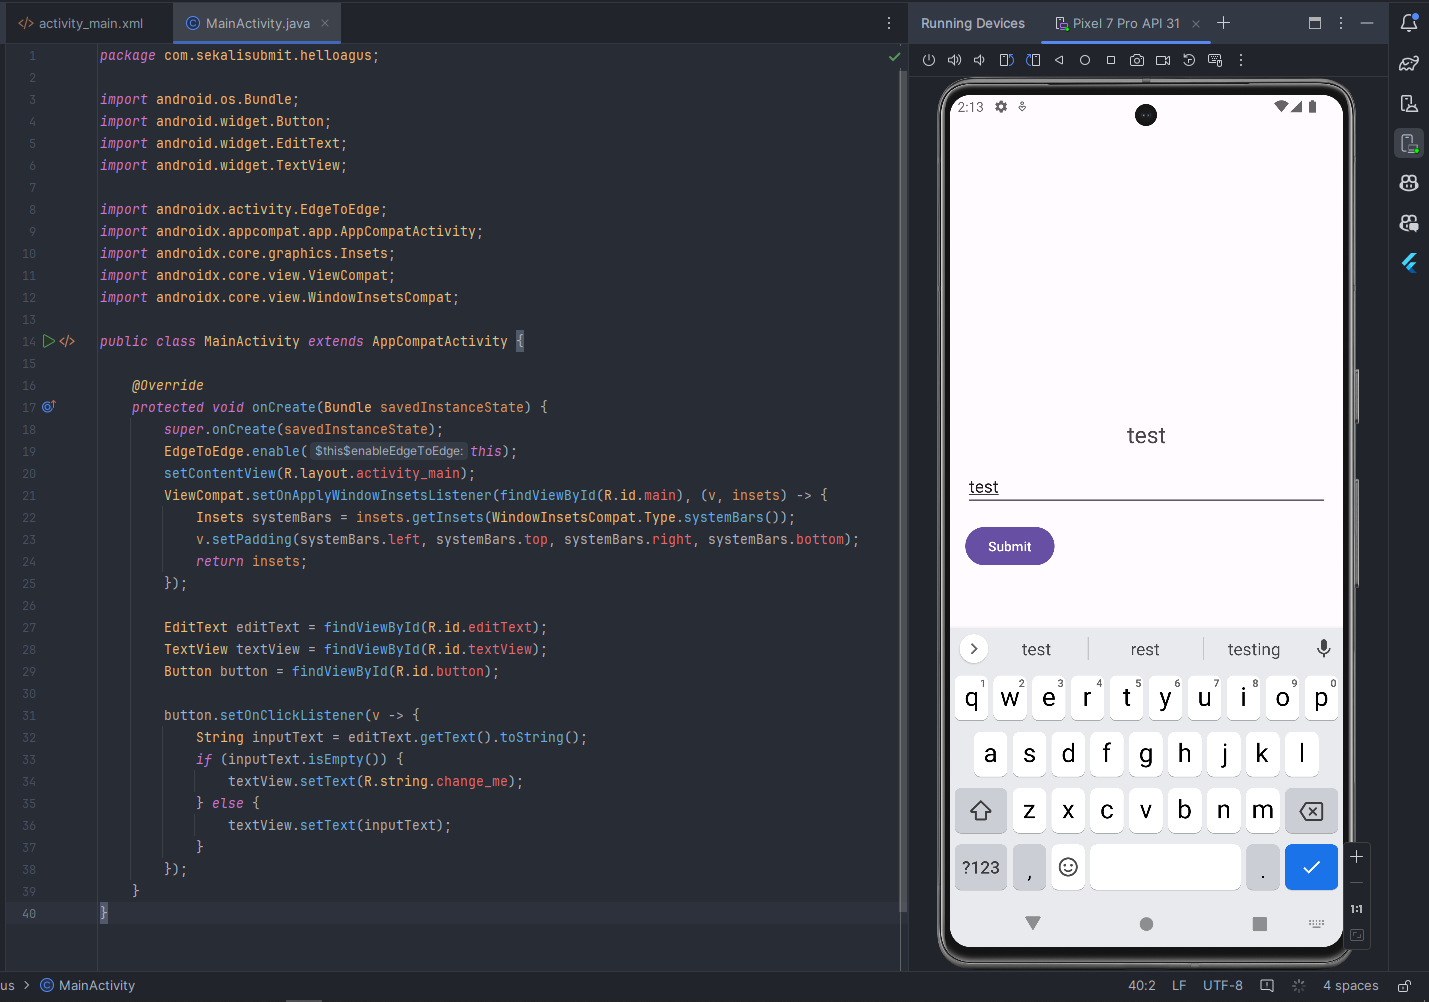 activity_main.xml
MainActivity.java
Running Devices
Pixel 7 Pro API 31
1 package com.sekalisubmit.helloagus;
2
3 import android.os.Bundle;
4 import android.widget.Button;
5 import android.widget.EditText;
6 import android.widget.TextView;
7
8 import androidx.activity.EdgeToEdge;
9 import androidx.appcompat.app.AppCompatActivity;
10 import androidx.core.graphics.Insets;
11 import androidx.core.view.ViewCompat;
12 import androidx.core.view.WindowInsetsCompat;
13
14 public class MainActivity extends AppCompatActivity {
15
16 @Override
17 protected void onCreate(Bundle savedInstanceState) {
18 super.onCreate(savedInstanceState);
19 EdgeToEdge.enable( $this$enableEdgeToEdge: this);
20 setContentView(R.layout.activity_main);
21 ViewCompat.setOnApplyWindowInsetsListener(findViewById(R.id.main), (v, insets) -> {
22 Insets systemBars = insets.getInsets(WindowInsetsCompat.Type.systemBars());
23 v.setPadding(systemBars.left, systemBars.top, systemBars.right, systemBars.bottom);
24 return insets;
25 });
26
27 EditText editText = findViewById(R.id.editText);
28 TextView textView = findViewById(R.id.textView);
29 Button button = findViewById(R.id.button);
30
31 button.setOnClickListener(v -> {
32 String inputText = editText.getText().toString();
33 if (inputText.isEmpty()) {
34 textView.setText(R.string.change_me);
35 } else {
36 textView.setText(inputText);
37 }
38 });
39 }
40 }
2:13
test
test
Submit
test
rest
testing
q1 w2 e3 r4 t5 y6 u7 i8 o9 p0
a s d f g h j k l
z x c v b n m
?123 , .
1:1
us
MainActivity
40:2 LF UTF-8 4 spaces